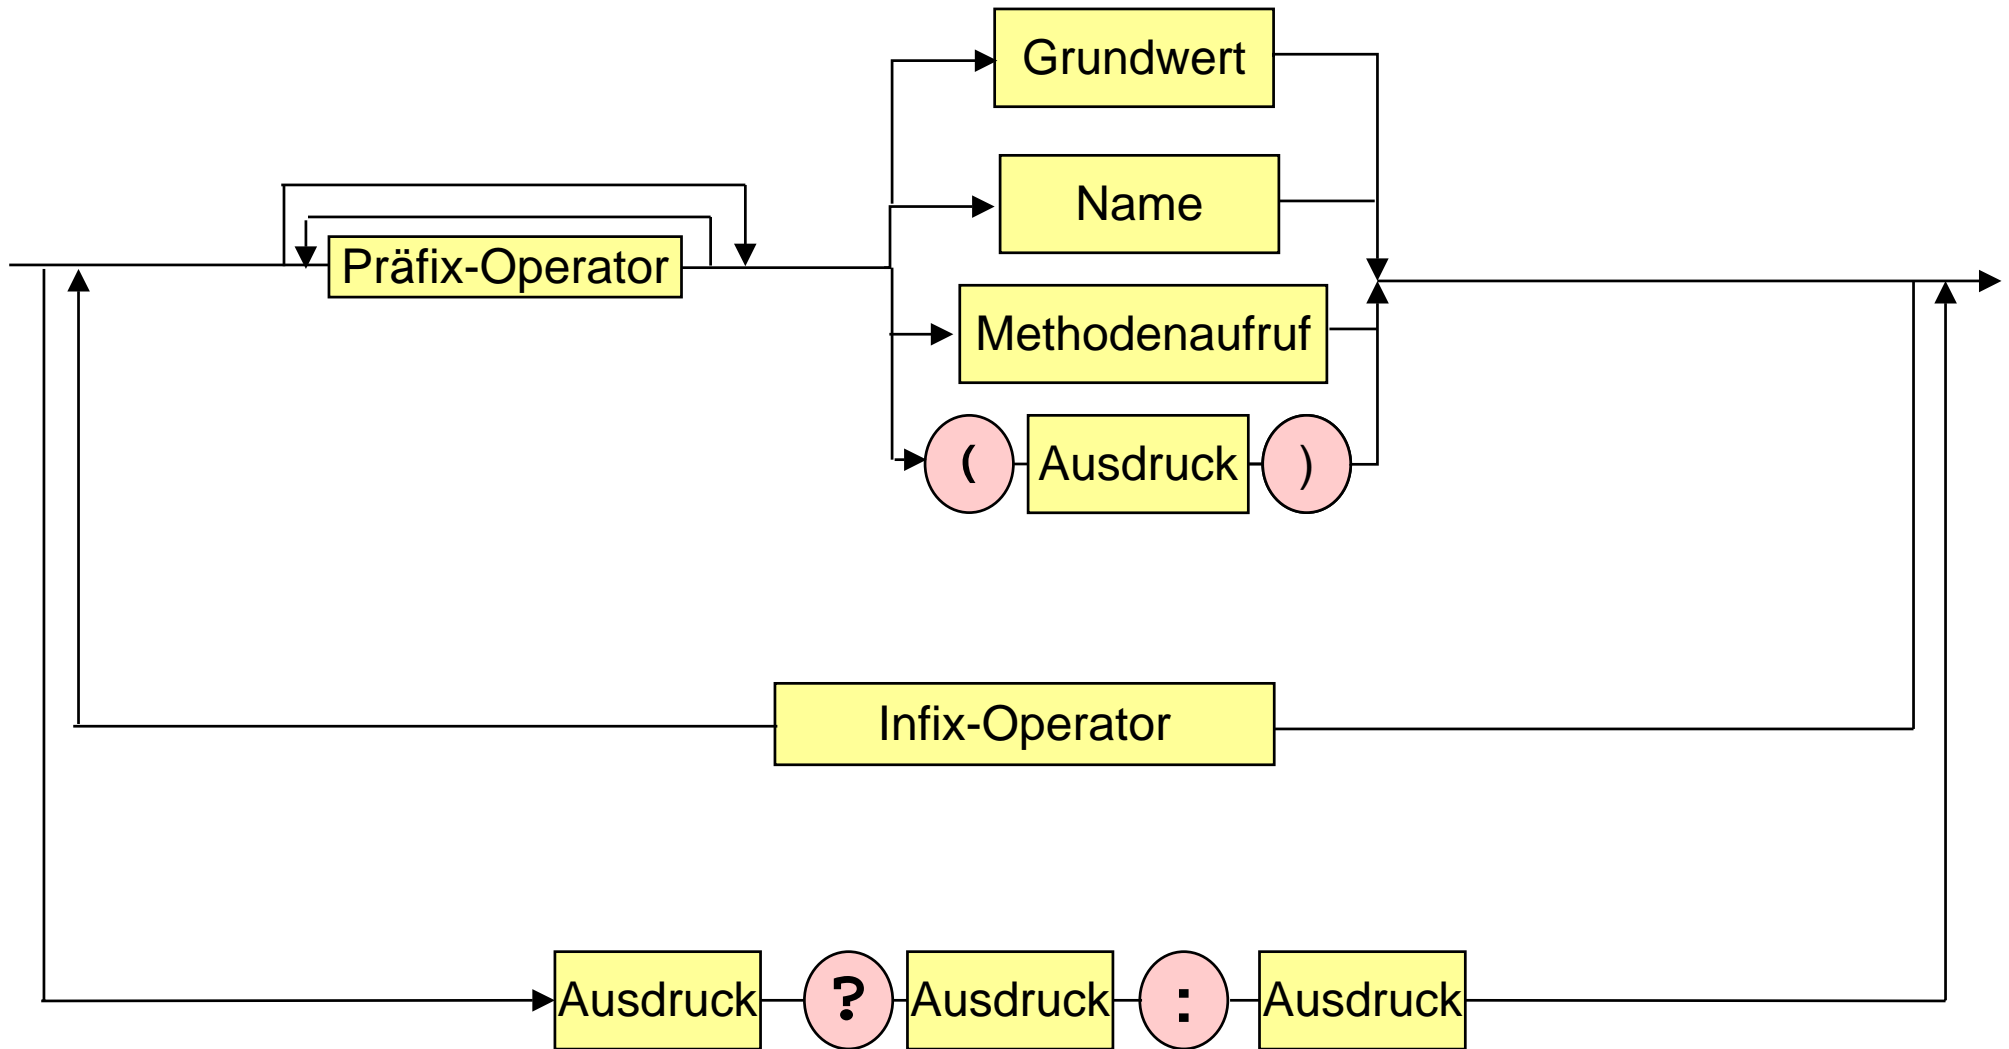 Grundwert
Name
Präfix-Operator
Methodenaufruf
( Ausdruck )
Infix-Operator
Ausdruck ? Ausdruck : Ausdruck